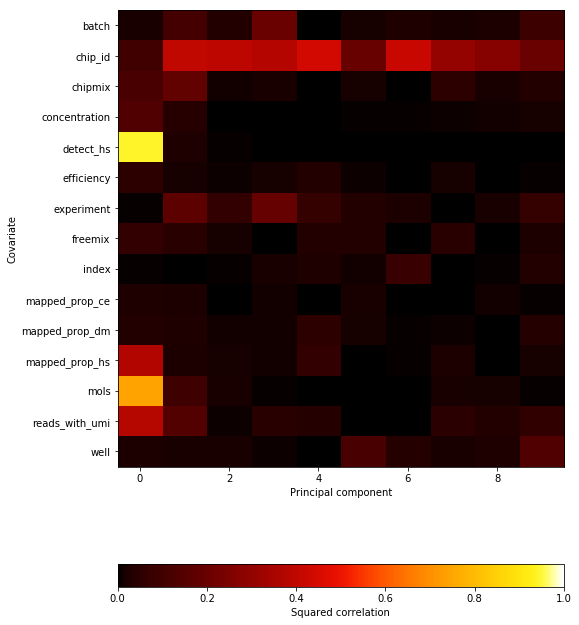 batch
chip_id
chipmix
concentration
detect_hs
efficiency
experiment
freemix
index
mapped_prop_ce
mapped_prop_dm
mapped_prop_hs
mols
reads_with_umi
well
Covariate
0 2 4 6 8
Principal component
0.0 0.2 0.4 0.6 0.8 1.0
Squared correlation